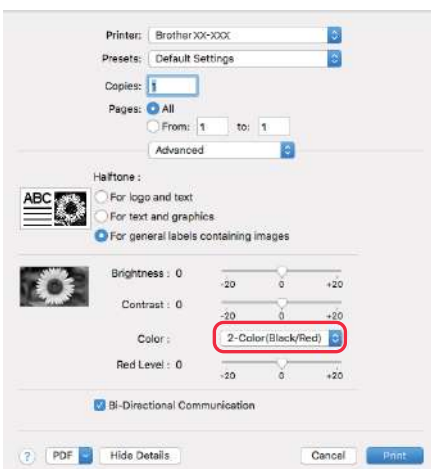 Printer: Brother XX-XXX
Presets: Default Settings
Copies: 1
Pages: All
From: 1 to: 1
Advanced
Halftone :
ABC
For logo and text
For text and graphics
For general labels containing images
Brightness : 0
-20 0 +20
Contrast : 0
-20 0 +20
Color : 2-Color(Black/Red)
Red Level : 0
-20 0 +20
Bi-Directional Communication
? PDF Hide Details Cancel Print